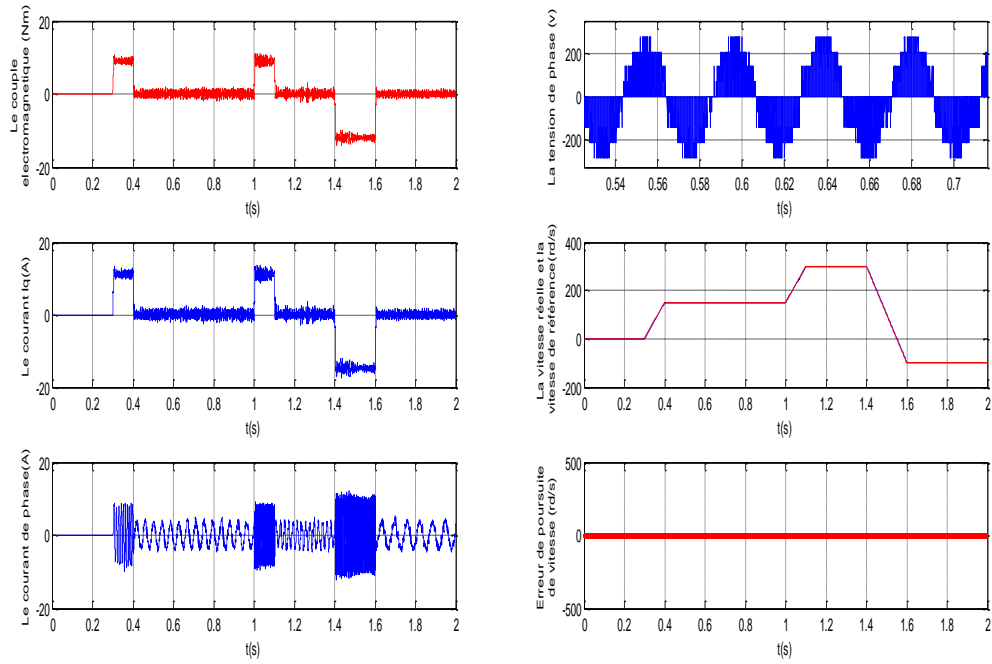 Le couple
electromagnetique (Nm)
20
0
-20
0 0.2 0.4 0.6 0.8 1 1.2 1.4 1.6 1.8 2
t(s)
La tension de phase (v)
200
0
-200
0.54 0.56 0.58 0.6 0.62 0.64 0.66 0.68 0.7
t(s)
Le courant Iq(A)
20
0
-20
0 0.2 0.4 0.6 0.8 1 1.2 1.4 1.6 1.8 2
t(s)
La vitesse réelle et la
vitesse de référence(rd/s)
400
200
0
-200
0 0.2 0.4 0.6 0.8 1 1.2 1.4 1.6 1.8 2
t(s)
Le courant de phase(A)
20
0
-20
0 0.2 0.4 0.6 0.8 1 1.2 1.4 1.6 1.8 2
t(s)
Erreur de poursuite
de vitesse (rd/s)
500
0
-500
0 0.2 0.4 0.6 0.8 1 1.2 1.4 1.6 1.8 2
t(s)